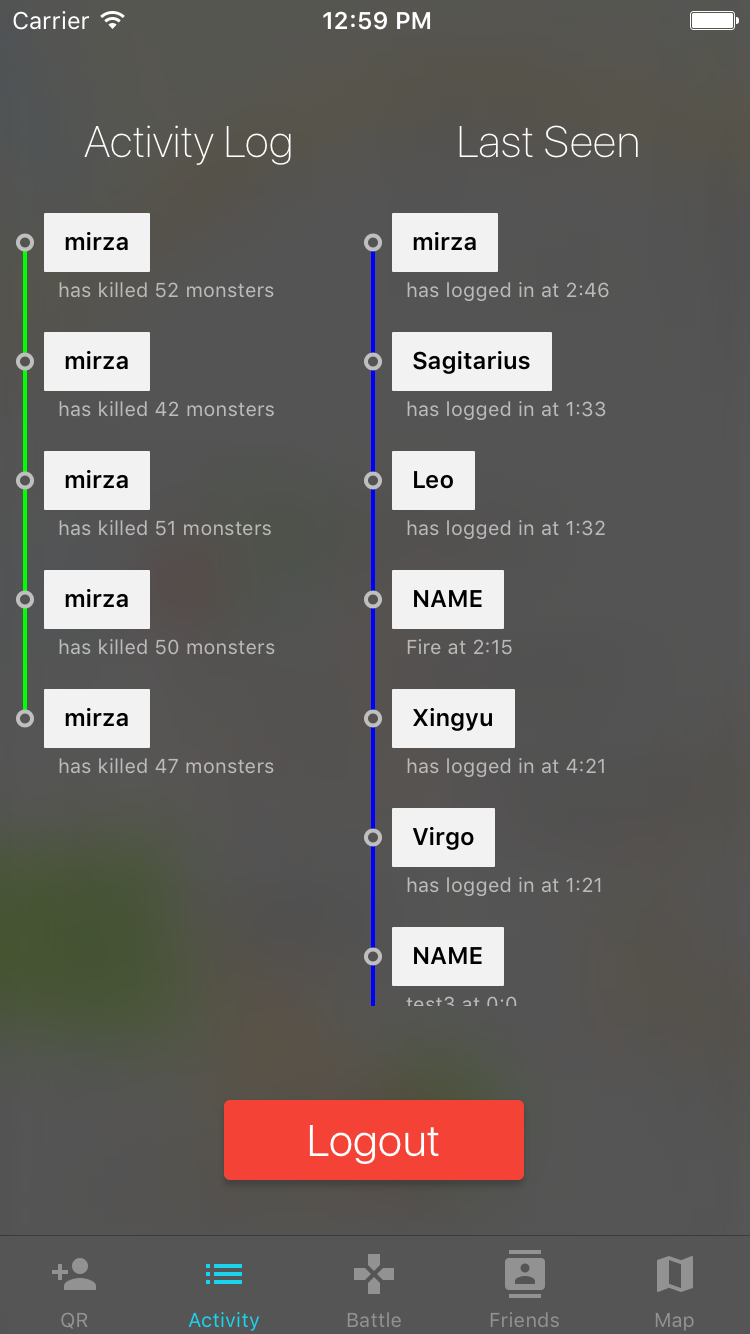 Carrier 12:59 PM
Activity Log
mirza
has killed 52 monsters
mirza
has killed 42 monsters
mirza
has killed 51 monsters
mirza
has killed 50 monsters
mirza
has killed 47 monsters
Last Seen
mirza
has logged in at 2:46
Sagitarius
has logged in at 1:33
Leo
has logged in at 1:32
NAME
Fire at 2:15
Xingyu
has logged in at 4:21
Virgo
has logged in at 1:21
NAME
test3 at 0:0
Logout
QR Activity Battle Friends Map